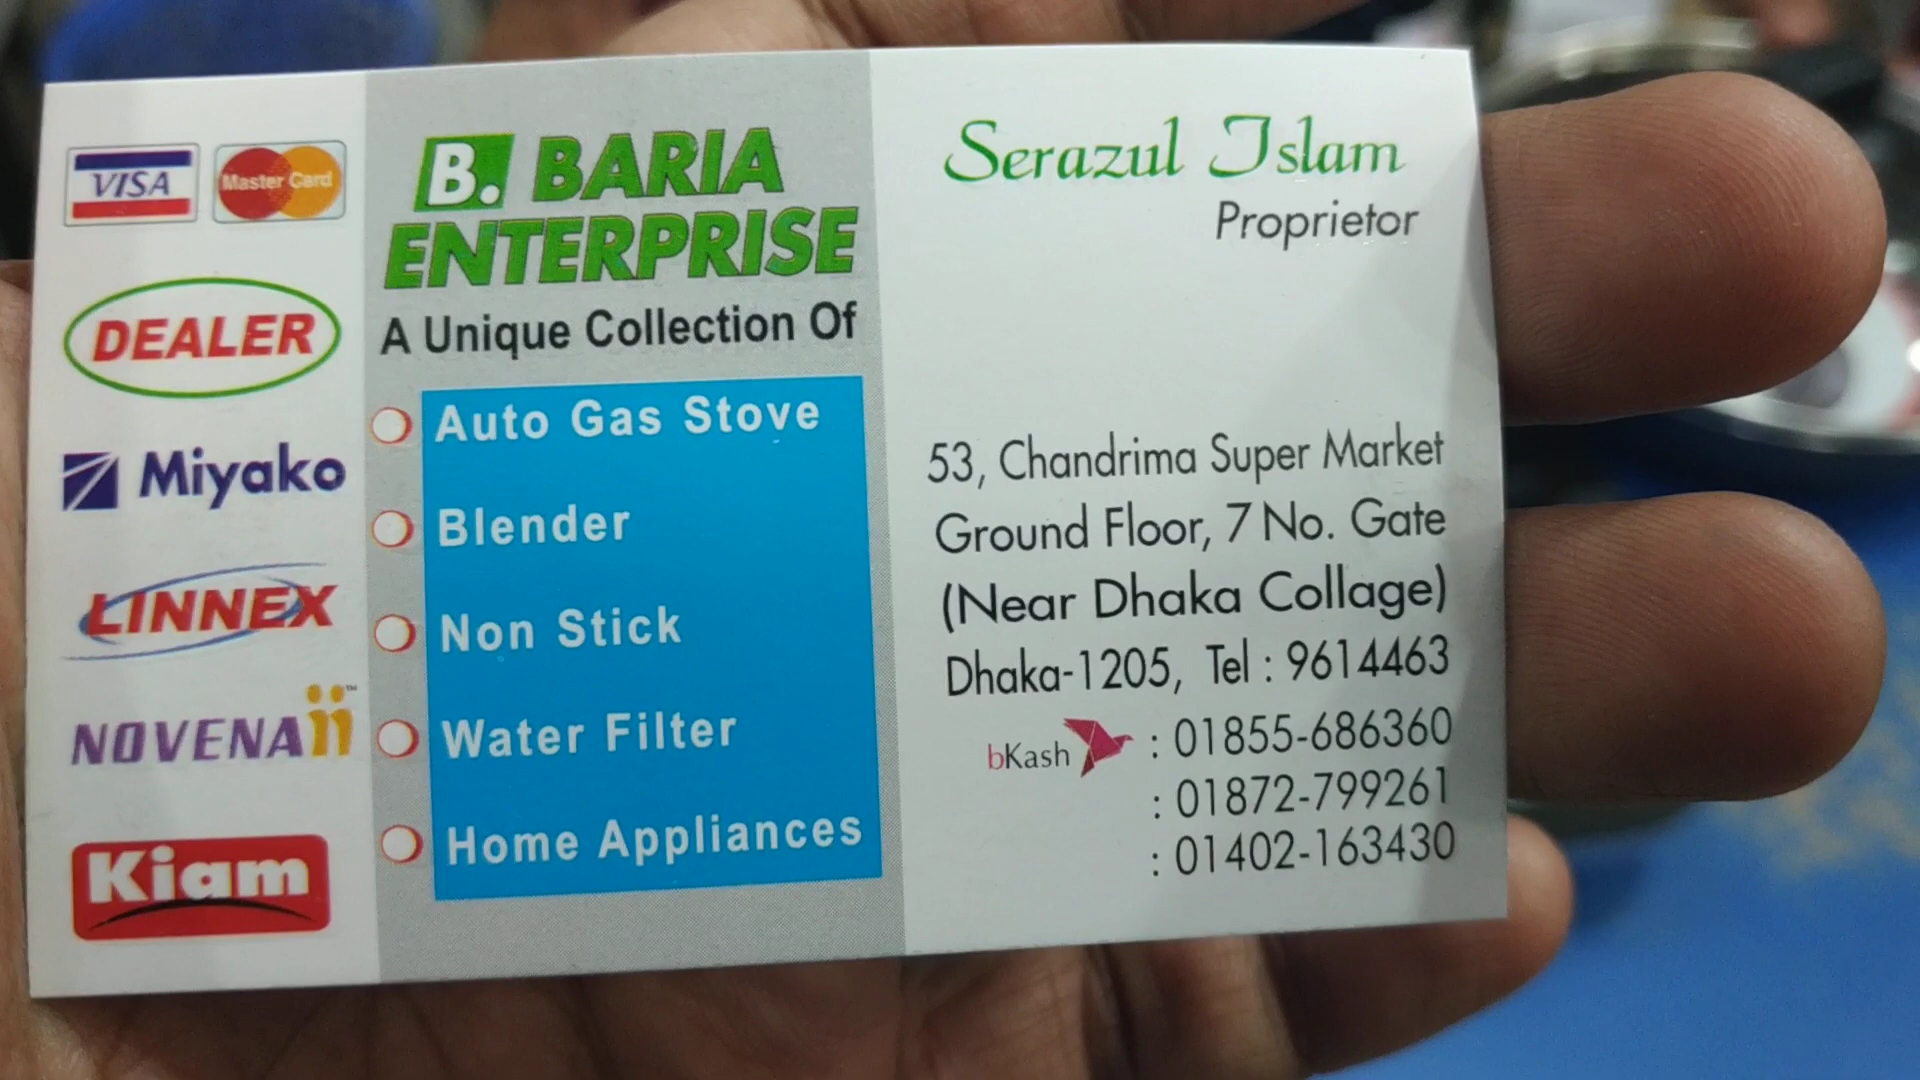 VISA
Master Card
DEALER
Miyako
LINNEX
NOVENA ii™
Kiam
B. BARIA
ENTERPRISE
A Unique Collection Of
Auto Gas Stove
Blender
Non Stick
Water Filter
Home Appliances
Serazul Islam
Proprietor
53, Chandrima Super Market
Ground Floor, 7 No. Gate
(Near Dhaka Collage)
Dhaka-1205, Tel : 9614463
bKash : 01855-686360
: 01872-799261
: 01402-163430